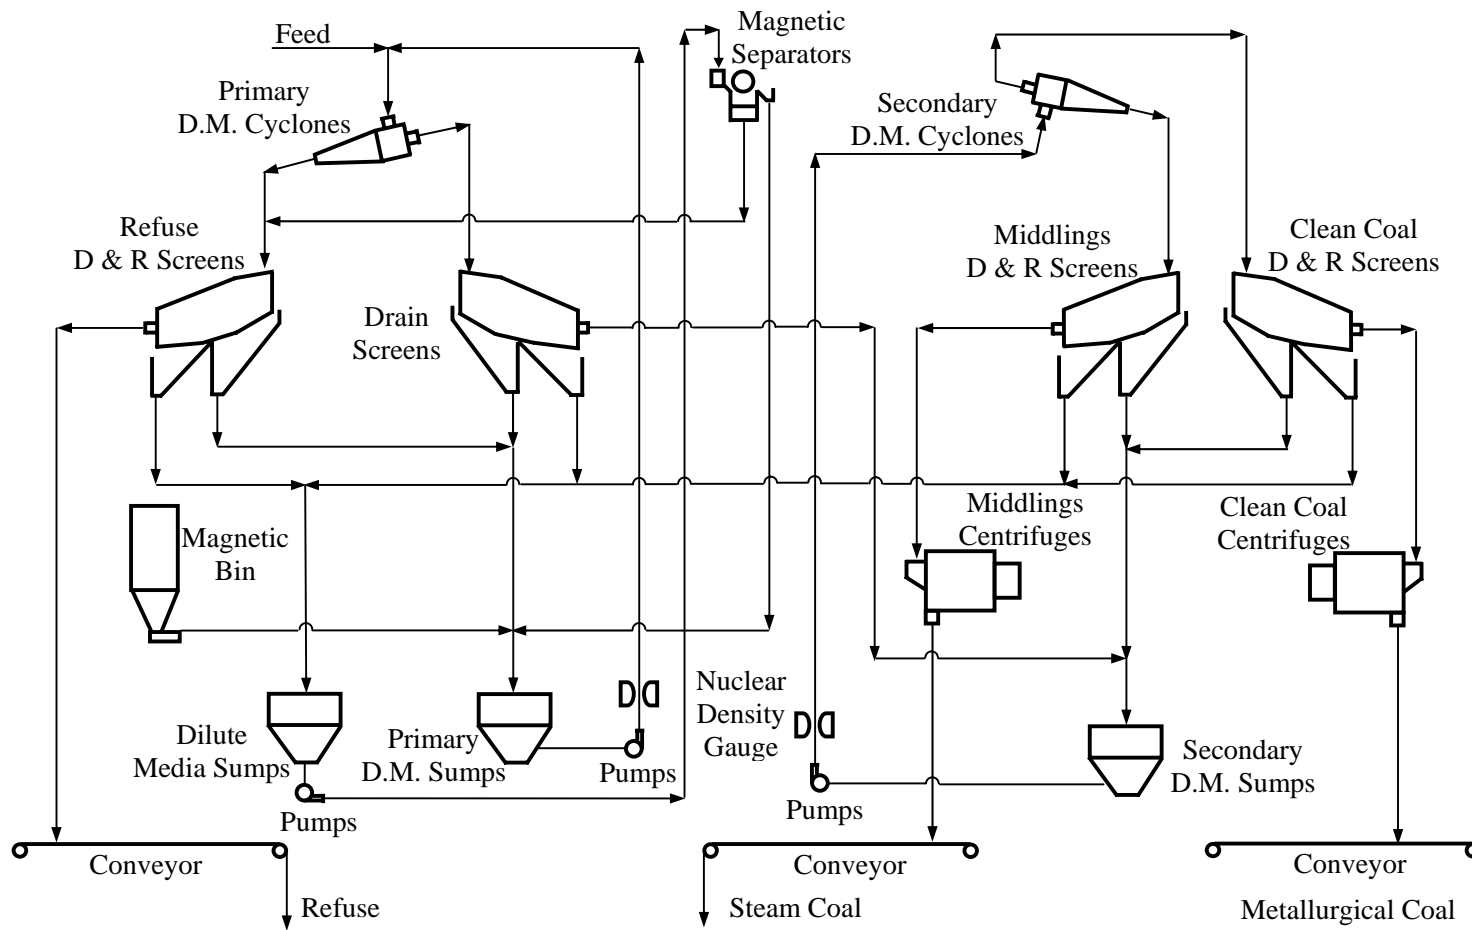 Feed
Magnetic
Separators
Primary
D.M. Cyclones
Secondary
D.M. Cyclones
Refuse
D & R Screens
Drain
Screens
Middlings
D & R Screens
Clean Coal
D & R Screens
Magnetic
Bin
Middlings
Centrifuges
Clean Coal
Centrifuges
Dilute
Media Sumps
Primary
D.M. Sumps
Nuclear
Density
Gauge
Secondary
D.M. Sumps
Pumps
Pumps
Pumps
Conveyor
Conveyor
Conveyor
Refuse
Steam Coal
Metallurgical Coal